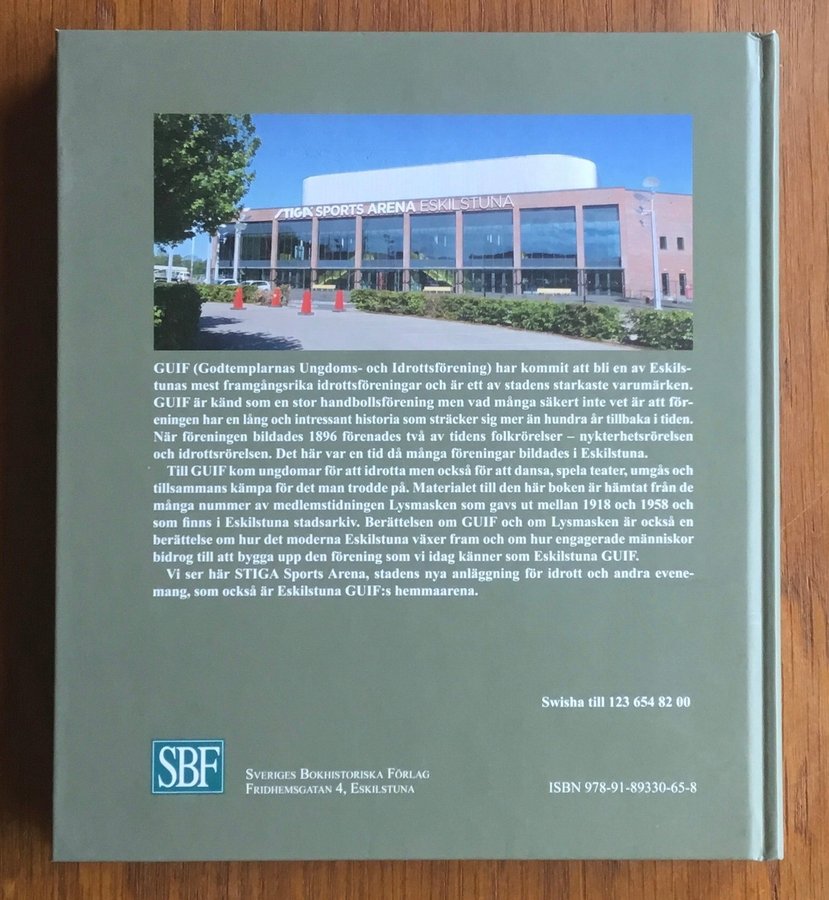 STIGA SPORTS ARENA ESKILSTUNA
GUIF (Godtemplarnas Ungdoms- och Idrottsförening) har kommit att bli en av Eskils-
tunas mest framgångsrika idrottsföreningar och är ett av stadens starkaste varumärken.
GUIF är känd som en stor handbollsförening men vad många säkert inte vet är att för-
eningen har en lång och intressant historia som sträcker sig mer än hundra år tillbaka i tiden.
När föreningen bildades 1896 förenades två av tidens folkrörelser – nykterhetsrörelsen
och idrottsrörelsen. Det här var en tid då många föreningar bildades i Eskilstuna.
Till GUIF kom ungdomar för att idrotta men också för att dansa, spela teater, umgås och
tillsammans kämpa för det man trodde på. Materialet till den här boken är hämtat från de
många nummer av medlemstidningen Lysmasken som gavs ut mellan 1918 och 1958 och
som finns i Eskilstuna stadsarkiv. Berättelsen om GUIF och om Lysmasken är också en
berättelse om hur det moderna Eskilstuna växer fram och om hur engagerade människor
bidrog till att bygga upp den förening som vi idag känner som Eskilstuna GUIF.
Vi ser här STIGA Sports Arena, stadens nya anläggning för idrott och andra evene-
mang, som också är Eskilstuna GUIF:s hemmaarena.
Swisha till 123 654 82 00
SBF
SVERIGES BOKHISTORISKA FÖRLAG
FRIDHEMSGATAN 4, ESKILSTUNA
ISBN 978-91-89330-65-8